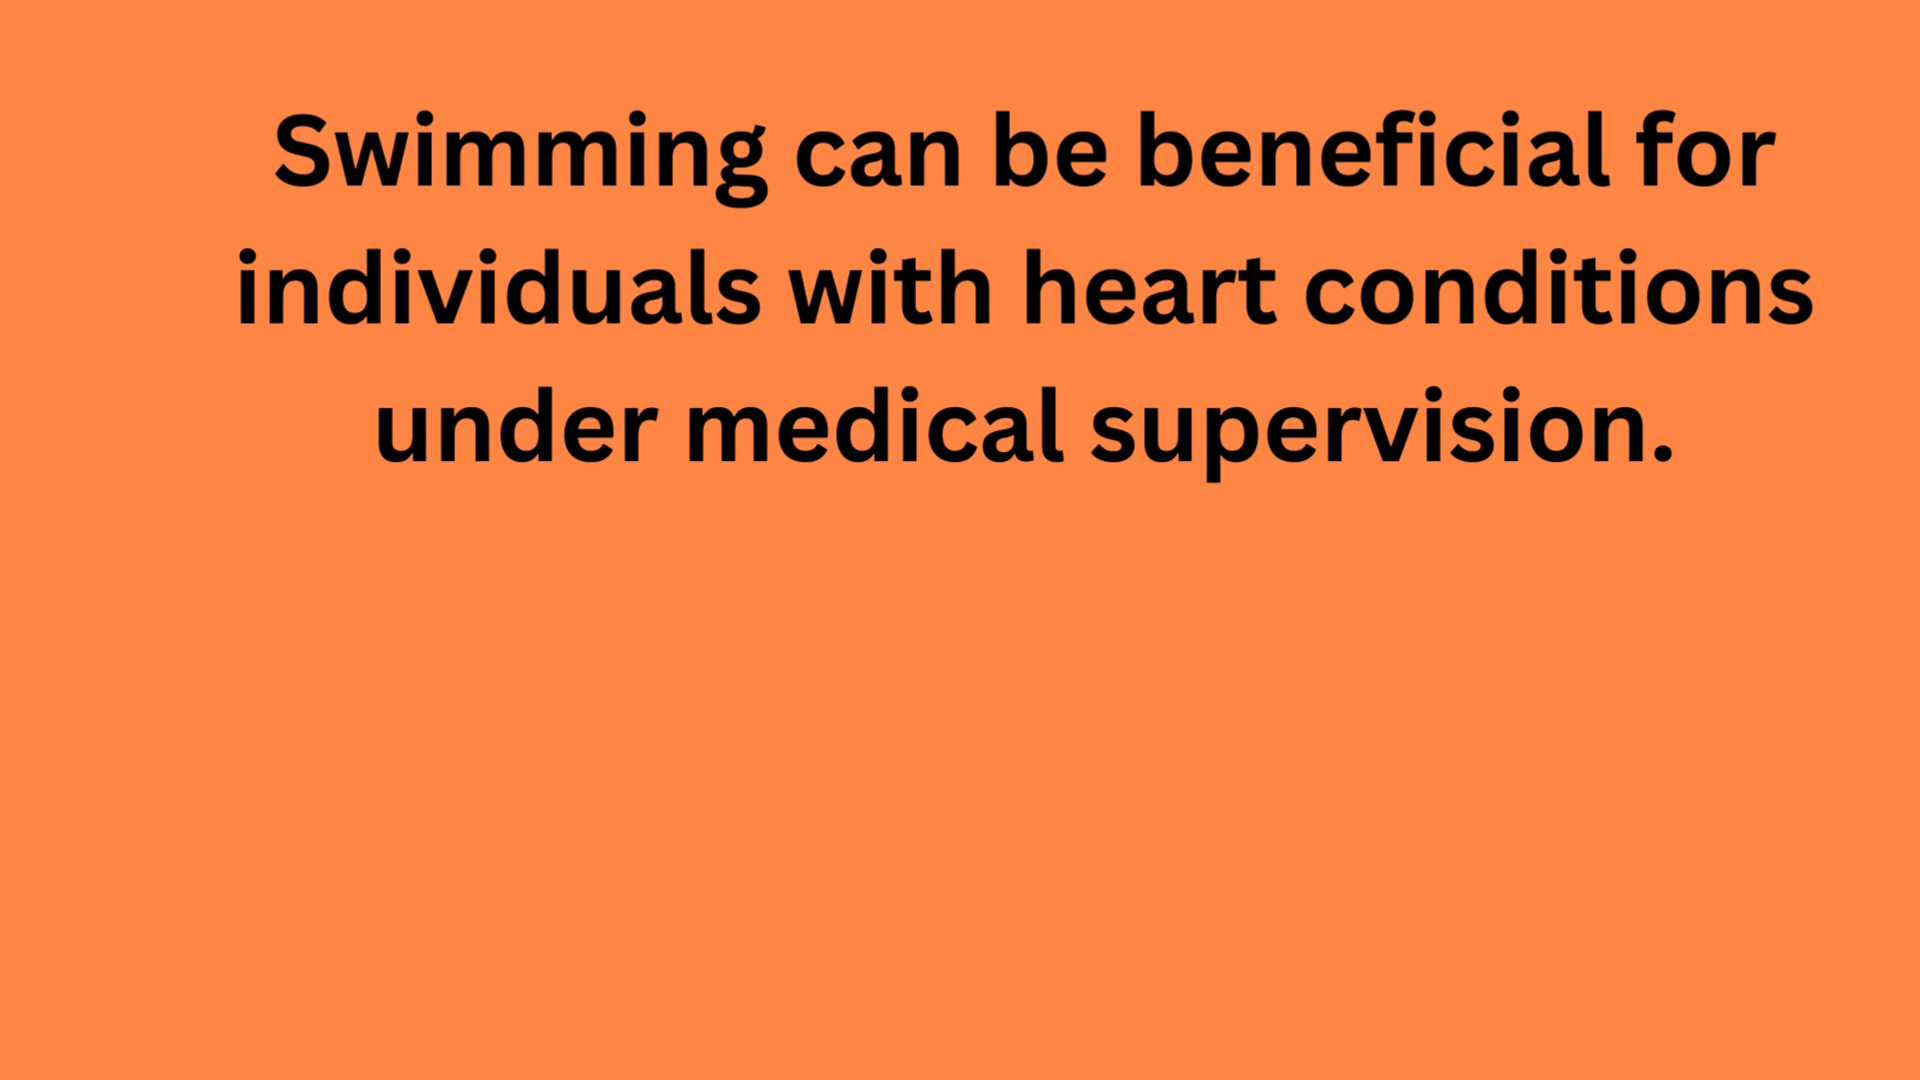 Swimming can be beneficial for
individuals with heart conditions
under medical supervision.